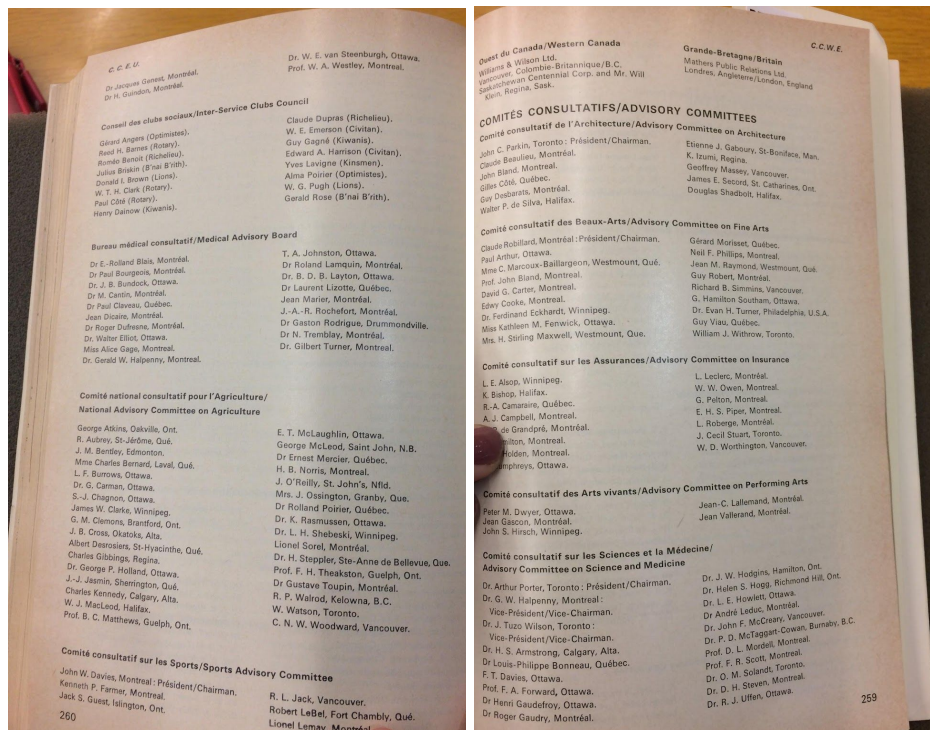 C. C. E. U.
Dr Jacques Genest, Montréal.
Dr H. Guindon, Montréal.
Dr. W. E. van Steenburgh, Ottawa.
Prof. W. A. Westley, Montreal.
Conseil des clubs sociaux/Inter-Service Clubs Council
Gérard Angers (Optimistes).
Reed H. Barnes (Rotary).
Roméo Benoit (Richelieu).
Julius Briskin (B'nai B'rith).
Donald I. Brown (Lions).
W. T. H. Clark (Rotary).
Paul Côté (Rotary).
Harry Dainow (Kiwanis).
Claude Dupras (Richelieu).
W. E. Emerson (Civitan).
Guy Gagné (Kiwanis).
Edward A. Harrison (Civitan).
Yves Lavigne (Kinsmen).
Alma Poirier (Optimistes).
W. G. Pugh (Lions).
Gerald Rose (B'nai B'rith).
Bureau médical consultatif/Medical Advisory Board
Dr E.-Rolland Blais, Montréal.
Dr Paul Bourgeois, Montréal.
Dr. J. B. Bundock, Ottawa.
Dr M. Cantin, Montréal.
Dr Paul Claveau, Québec.
Jean Dicaire, Montréal.
Dr Roger Dufresne, Montréal.
Dr. Walter Elliot, Ottawa.
Miss Alice Gage, Montreal.
Dr. Gerald W. Halpenny, Montreal.
T. A. Johnston, Ottawa.
Dr Roland Lamquin, Montréal.
Dr. B. D. B. Layton, Ottawa.
Dr Laurent Lizotte, Québec.
Jean Marier, Montréal.
J.-A.-R. Rochefort, Montréal.
Dr Gaston Rodrigue, Drummondville.
Dr N. Tremblay, Montréal.
Dr. Gilbert Turner, Montreal.
Comité national consultatif pour l'Agriculture/
National Advisory Committee on Agriculture
George Atkins, Oakville, Ont.
R. Aubrey, St-Jérôme, Qué.
J. M. Bentley, Edmonton.
Mme Charles Bernard, Laval, Qué.
L. F. Burrows, Ottawa.
Dr. G. Carman, Ottawa.
S.-J. Chagnon, Ottawa.
James W. Clarke, Winnipeg.
G. M. Clemons, Brantford, Ont.
J. B. Cross, Okatoks, Alta.
Albert Desrosiers, St-Hyacinthe, Qué.
Charles Gibbings, Regina.
Dr. George P. Holland, Ottawa.
J.-J. Jasmin, Sherrington, Qué.
Charles Kennedy, Calgary, Alta.
W. J. MacLeod, Halifax.
Prof. B. C. Matthews, Guelph, Ont.
E. T. McLaughlin, Ottawa.
George McLeod, Saint John, N.B.
Dr Ernest Mercier, Québec.
H. B. Norris, Montreal.
J. O'Reilly, St. John's, Nfld.
Mrs. J. Ossington, Granby, Que.
Dr Rolland Poirier, Québec.
Dr. K. Rasmussen, Ottawa.
Dr. L. H. Shebeski, Winnipeg.
Lionel Sorel, Montréal.
Dr. H. Steppler, Ste-Anne de Bellevue, Que.
Prof. F. H. Theakston, Guelph, Ont.
Dr Gustave Toupin, Montréal.
R. P. Walrod, Kelowna, B.C.
W. Watson, Toronto.
C. N. W. Woodward, Vancouver.
Comité consultatif sur les Sports/Sports Advisory Committee
John W. Davies, Montreal : Président/Chairman.
Kenneth P. Farmer, Montreal.
Jack S. Guest, Islington, Ont.
R. L. Jack, Vancouver.
Robert LeBel, Fort Chambly, Qué.
Lionel Lemay, Montréal.
260
C.C.W.E.
Ouest du Canada/Western Canada
Williams & Wilson Ltd.
Vancouver, Colombie-Britannique/B.C.
Saskatchewan Centennial Corp. and Mr. Will
Klein, Regina, Sask.
Grande-Bretagne/Britain
Mathers Public Relations Ltd.
Londres, Angleterre/London, England
COMITÉS CONSULTATIFS/ADVISORY COMMITTEES
Comité consultatif de l'Architecture/Advisory Committee on Architecture
John C. Parkin, Toronto : Président/Chairman.
Claude Beaulieu, Montréal.
John Bland, Montreal.
Gilles Côté, Québec.
Guy Desbarats, Montréal.
Walter P. de Silva, Halifax.
Etienne J. Gaboury, St-Boniface, Man.
K. Izumi, Regina.
Geoffrey Massey, Vancouver.
James E. Secord, St. Catharines, Ont.
Douglas Shadbolt, Halifax.
Comité consultatif des Beaux-Arts/Advisory Committee on Fine Arts
Claude Robillard, Montréal : Président/Chairman.
Paul Arthur, Ottawa.
Mme C. Marcoux-Baillargeon, Westmount, Qué.
Prof. John Bland, Montreal.
David G. Carter, Montreal.
Edwy Cooke, Montreal.
Dr. Ferdinand Eckhardt, Winnipeg.
Miss Kathleen M. Fenwick, Ottawa.
Mrs. H. Stirling Maxwell, Westmount, Que.
Gérard Morisset, Québec.
Neil F. Phillips, Montreal.
Jean M. Raymond, Westmount, Qué.
Guy Robert, Montréal.
Richard B. Simmins, Vancouver.
G. Hamilton Southam, Ottawa.
Dr. Evan H. Turner, Philadelphia, U.S.A.
Guy Viau, Québec.
William J. Withrow, Toronto.
Comité consultatif sur les Assurances/Advisory Committee on Insurance
L. E. Alsop, Winnipeg.
K. Bishop, Halifax.
R.-A. Camaraire, Québec.
A. J. Campbell, Montreal.
de Grandpré, Montréal.
Montreal.
Holden, Montreal.
Ottawa.
L. Leclerc, Montréal.
W. W. Owen, Montreal.
G. Pelton, Montreal.
E. H. S. Piper, Montreal.
L. Roberge, Montréal.
J. Cecil Stuart, Toronto.
W. D. Worthington, Vancouver.
Comité consultatif des Arts vivants/Advisory Committee on Performing Arts
Peter M. Dwyer, Ottawa.
Jean Gascon, Montréal.
John S. Hirsch, Winnipeg.
Jean-C. Lallemand, Montréal.
Jean Vallerand, Montréal.
Comité consultatif sur les Sciences et la Médecine/
Advisory Committee on Science and Medicine
Dr. Arthur Porter, Toronto : Président/Chairman.
Dr. G. W. Halpenny, Montreal :
Vice-Président/Vice-Chairman.
Dr. J. Tuzo Wilson, Toronto :
Vice-Président/Vice-Chairman.
Dr. H. S. Armstrong, Calgary, Alta.
Dr Louis-Philippe Bonneau, Québec.
F. T. Davies, Ottawa.
Prof. F. A. Forward, Ottawa.
Dr Henri Gaudefroy, Ottawa.
Dr Roger Gaudry, Montréal.
Dr. J. W. Hodgins, Hamilton, Ont.
Dr. Helen S. Hogg, Richmond Hill, Ont.
Dr. L. E. Howlett, Ottawa.
Dr André Leduc, Montréal.
Dr. John F. McCreary, Vancouver.
Dr. P. D. McTaggart-Cowan, Burnaby, B.C.
Prof. D. L. Mordell, Montreal.
Prof. F. R. Scott, Montreal.
Dr. O. M. Solandt, Toronto.
Dr. D. H. Steven, Montreal.
Dr. R. J. Uffen, Ottawa.
259